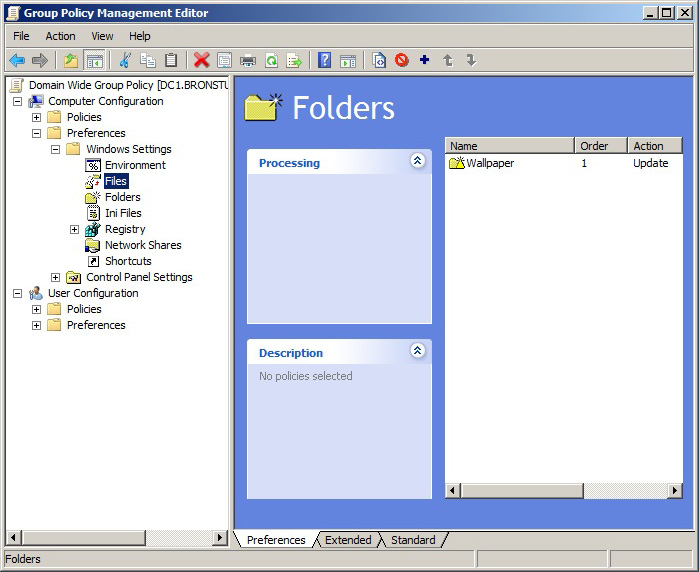 Group Policy Management Editor
File Action View Help
Domain Wide Group Policy [DC1.BRONSTU
Computer Configuration
Policies
Preferences
Windows Settings
Environment
Files
Folders
Ini Files
Registry
Network Shares
Shortcuts
Control Panel Settings
User Configuration
Policies
Preferences
Folders
Processing
Description
No policies selected
Name Order Action
Wallpaper 1 Update
Preferences Extended Standard
Folders